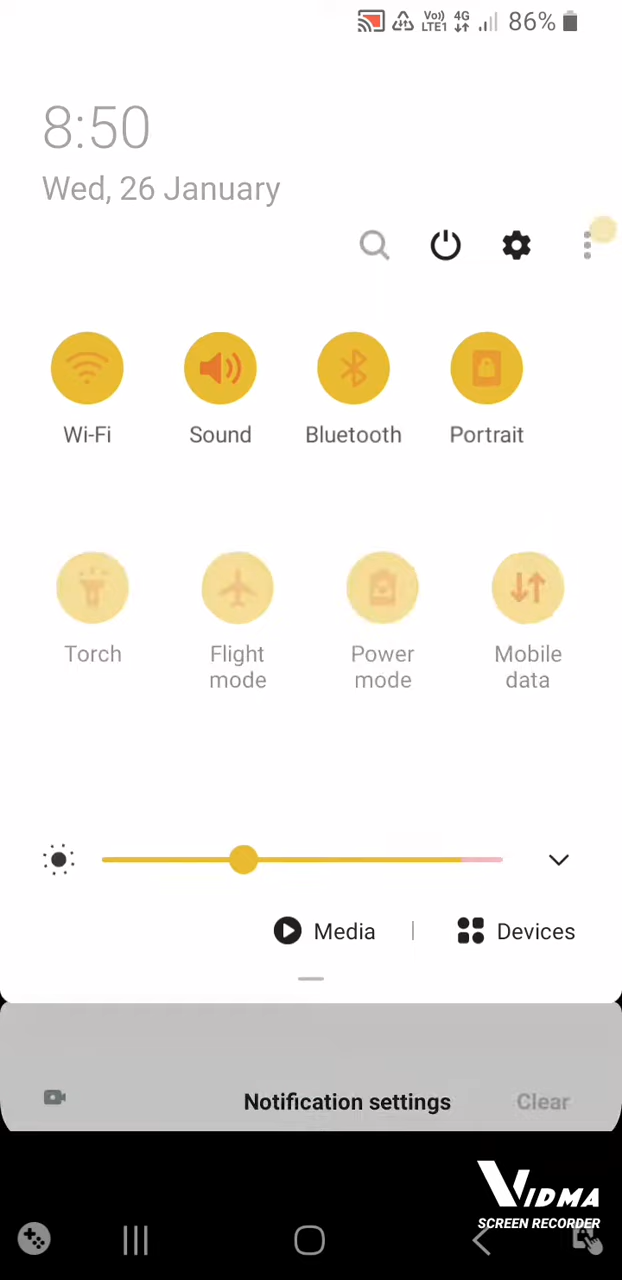 Vo)) 4G 86%
LTE1
8:50
Wed, 26 January
Wi-Fi Sound Bluetooth Portrait
Torch Flight Power Mobile
mode mode data
Media | Devices
Notification settings Clear
VIDMA
SCREEN RECORDER